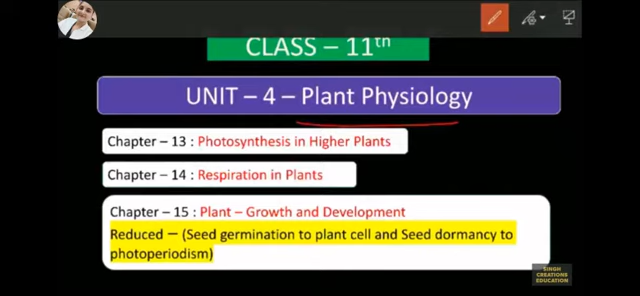 CLASS – 11th
UNIT – 4 – Plant Physiology
Chapter – 13 : Photosynthesis in Higher Plants
Chapter – 14 : Respiration in Plants
Chapter – 15 : Plant – Growth and Development
Reduced – (Seed germination to plant cell and Seed dormancy to
photoperiodism)
SINGH
CREATIONS
EDUCATION